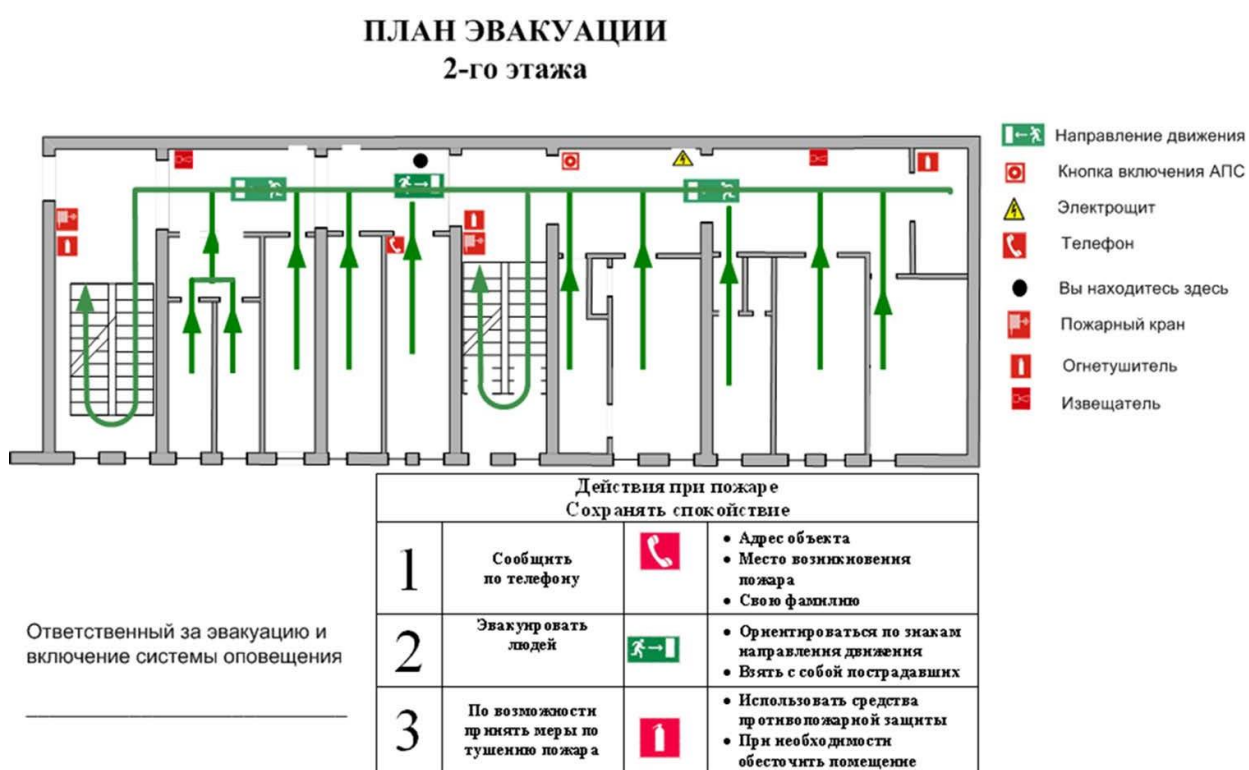 ПЛАН ЭВАКУАЦИИ
2-го этажа
Направление движения
Кнопка включения АПС
Электрощит
Телефон
Вы находитесь здесь
Пожарный кран
Огнетушитель
Извещатель
Действия при пожаре
Сохранять спокойствие
1
Сообщить
по телефону
• Адрес объекта
• Место возникновения
пожара
• Свою фамилию
2
Эвакуировать
людей
• Ориентироваться по знакам
направления движения
• Взять с собой пострадавших
3
По возможности
принять меры по
тушению пожара
• Использовать средства
противопожарной защиты
• При необходимости
обесточить помещение
Ответственный за эвакуацию и
включение системы оповещения